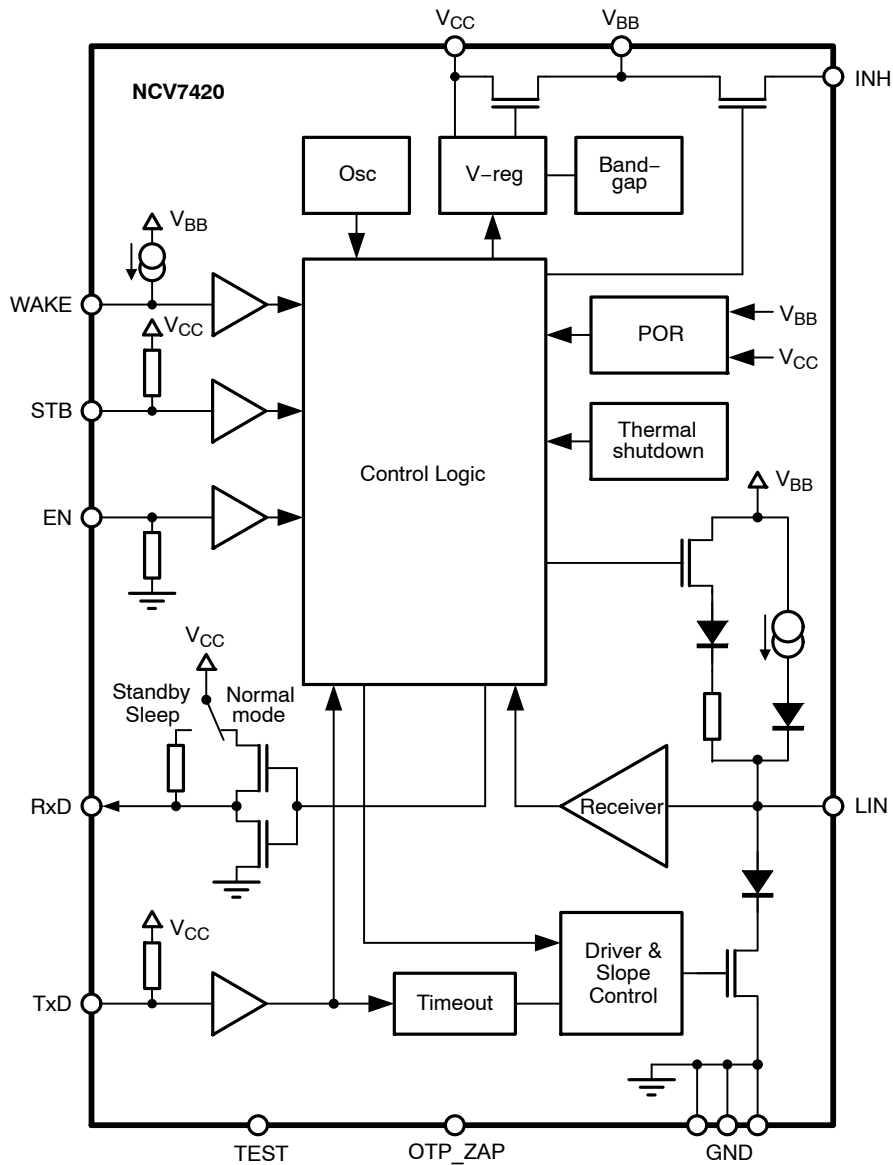 VCC
VBB
NCV7420
INH
Osc
V-reg
Band-
gap
VBB
WAKE
VCC
POR
VBB
VCC
STB
Thermal
shutdown
Control Logic
VBB
EN
VCC
Standby
Sleep
Normal
mode
RxD
Receiver
LIN
VCC
Driver &
Slope
Control
TxD
Timeout
TEST
OTP_ZAP
GND